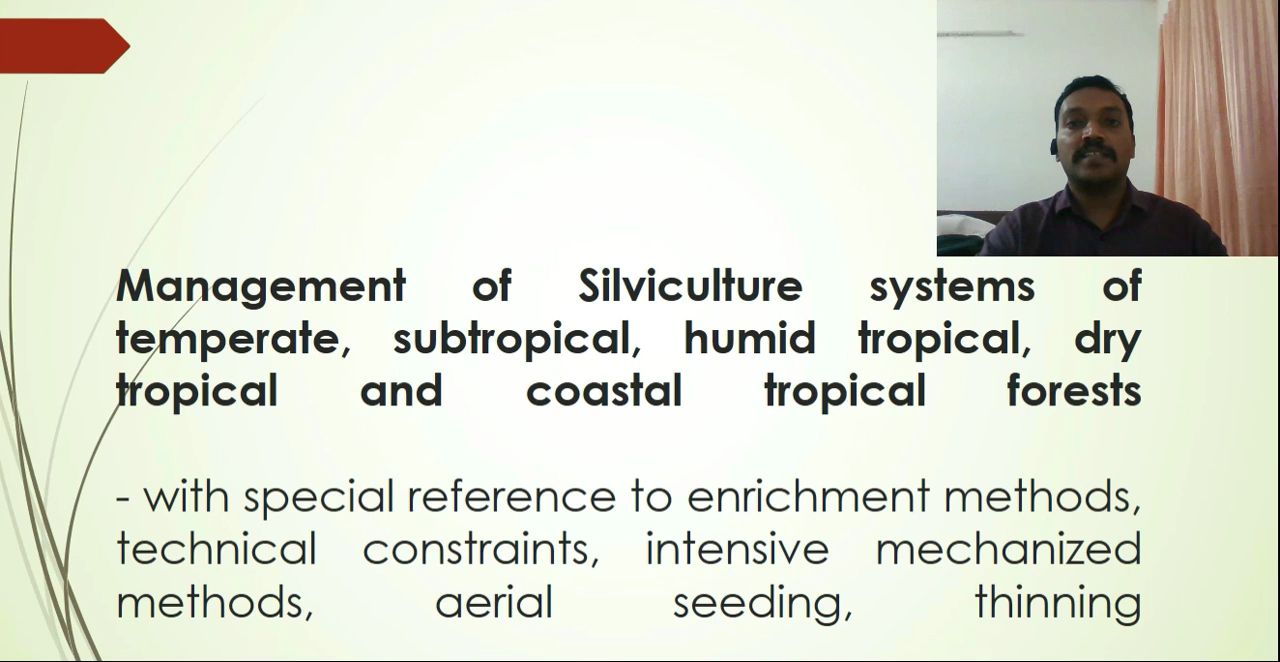 Management of Silviculture systems of
temperate, subtropical, humid tropical, dry
tropical and coastal tropical forests
- with special reference to enrichment methods,
technical constraints, intensive mechanized
methods, aerial seeding, thinning